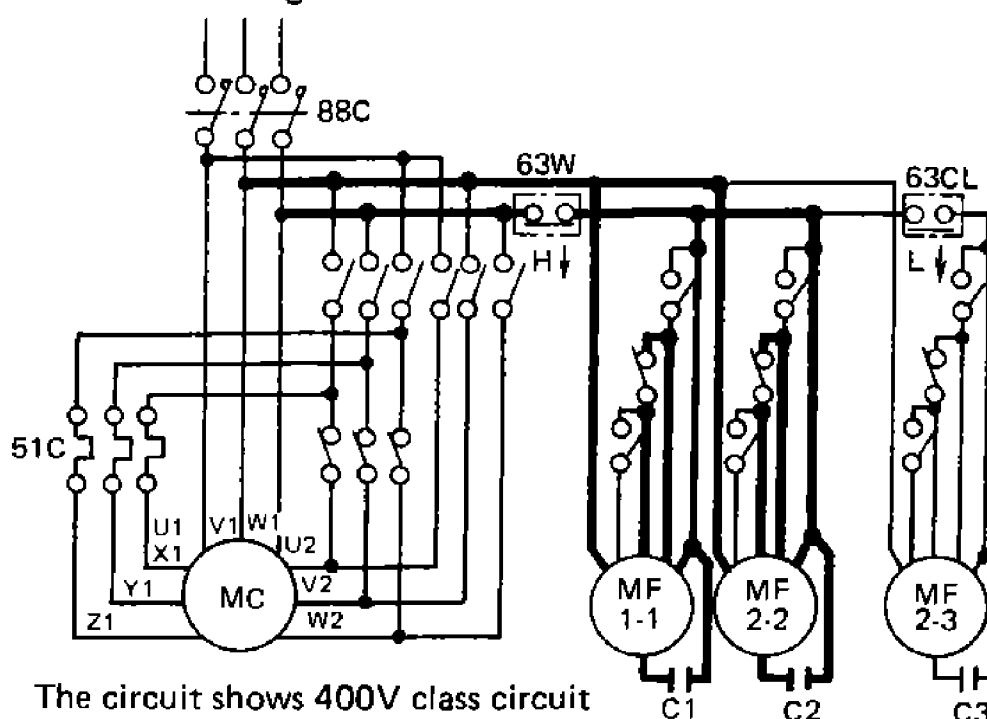 88C
63W
63CL
H
L
51C
U1
V1
W1
X1
U2
Y1
MC
V2
Z1
W2
MF
1-1
MF
2-2
MF
2-3
The circuit shows 400V class circuit
C1
C2
C3